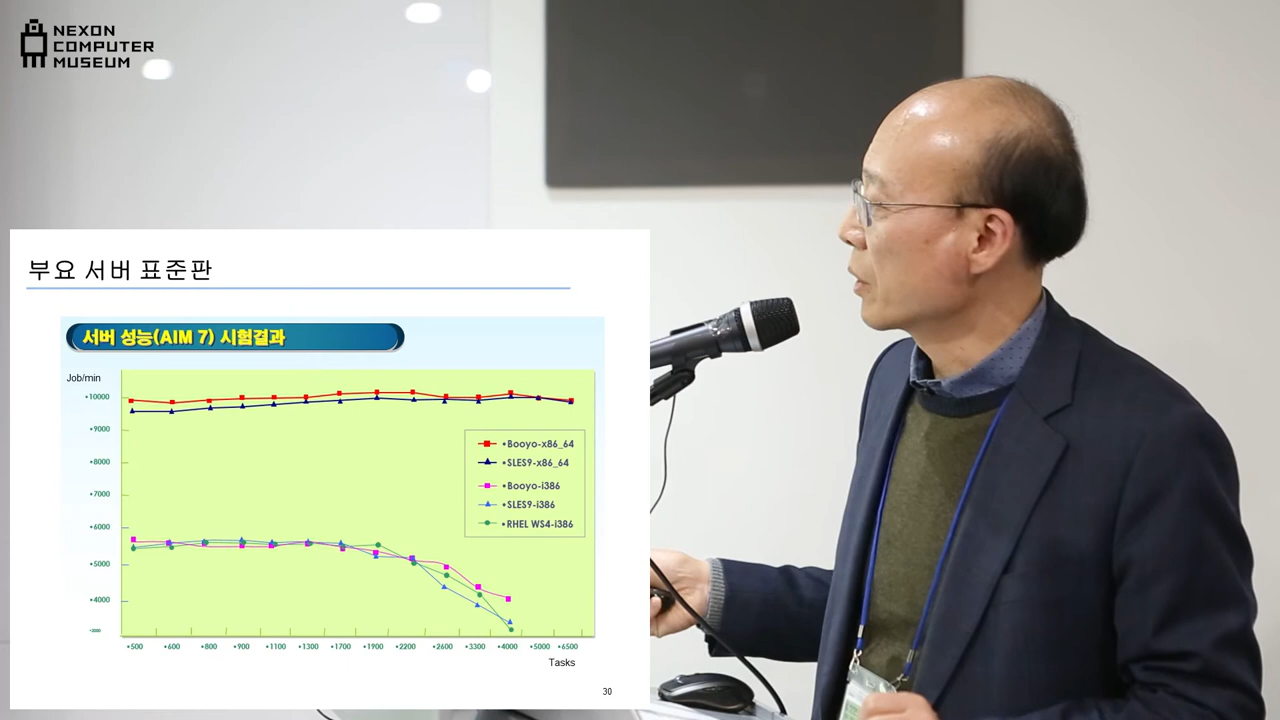 NEXON
COMPUTER
MUSEUM
부요 서버 표준판
서버 성능(AIM 7) 시험결과
Job/min
•10000
•9000
•8000
•7000
•6000
•5000
•4000
•3000
•Booyo-x86_64
•SLES9-x86_64
•Booyo-i386
•SLES9-i386
•RHEL WS4-i386
•500 •600 •800 •900 •1100 •1300 •1700 •1900 •2200 •2600 •3300 •4000 •5000 •6500
Tasks
30